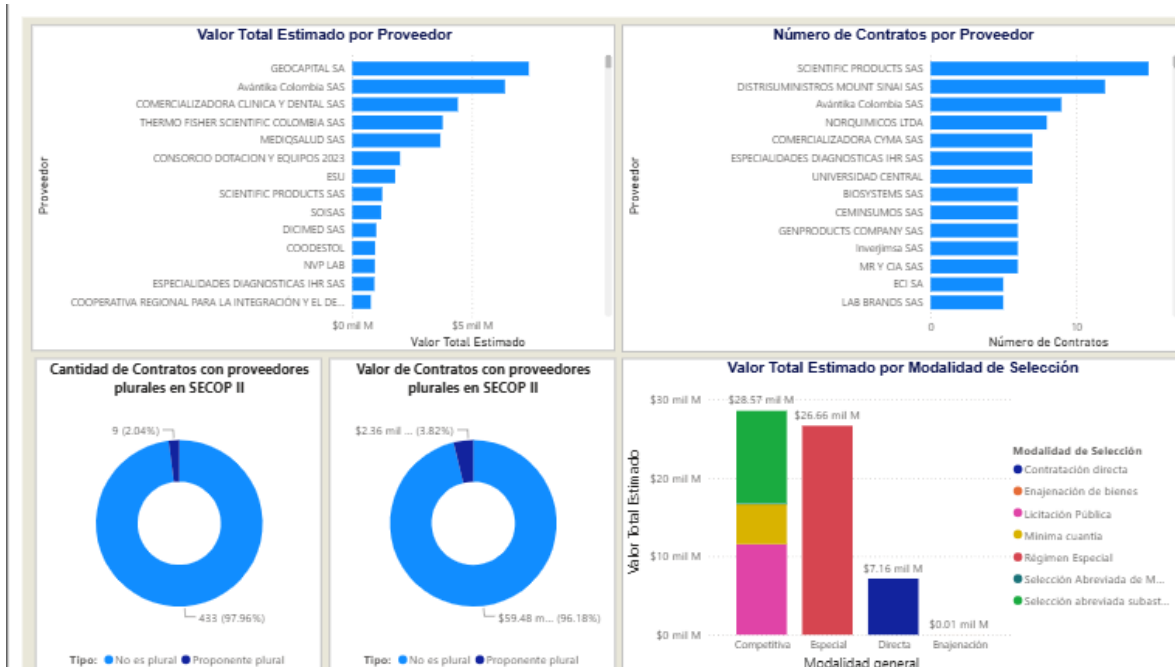 Valor Total Estimado por Proveedor
Proveedor
GEOCAPITAL SA
Avántika Colombia SAS
COMERCIALIZADORA CLINICA Y DENTAL SAS
THERMO FISHER SCIENTIFIC COLOMBIA SAS
MEDIQSALUD SAS
CONSORCIO DOTACION Y EQUIPOS 2023
ESU
SCIENTIFIC PRODUCTS SAS
SOISAS
DICIMED SAS
COODESTOL
NVP LAB
ESPECIALIDADES DIAGNOSTICAS IHR SAS
COOPERATIVA REGIONAL PARA LA INTEGRACIÓN Y EL DE...
$0 mil M $5 mil M
Valor Total Estimado
Número de Contratos por Proveedor
Proveedor
SCIENTIFIC PRODUCTS SAS
DISTRISUMINISTROS MOUNT SINAI SAS
Avántika Colombia SAS
NORQUIMICOS LTDA
COMERCIALIZADORA CYMA SAS
ESPECIALIDADES DIAGNOSTICAS IHR SAS
UNIVERSIDAD CENTRAL
BIOSYSTEMS SAS
CEMINSUMOS SAS
GENPRODUCTS COMPANY SAS
Inverjimsa SAS
MR Y CIA SAS
ECI SA
LAB BRANDS SAS
0 10
Número de Contratos
Cantidad de Contratos con proveedores
plurales en SECOP II
9 (2.04%)
433 (97.96%)
Tipo: No es plural Proponente plural
Valor de Contratos con proveedores
plurales en SECOP II
$2.36 mil ... (3.82%)
$59.48 m... (96.18%)
Tipo: No es plural Proponente plural
Valor Total Estimado por Modalidad de Selección
Valor Total Estimado
$30 mil M
$20 mil M
$10 mil M
$0 mil M
$28.57 mil M
$26.66 mil M
$7.16 mil M
$0.01 mil M
Competitiva Especial Directa Enajenación
Modalidad general
Modalidad de Selección
Contratación directa
Enajenación de bienes
Licitación Pública
Mínima cuantía
Régimen Especial
Selección Abreviada de M...
Selección abreviada subast...